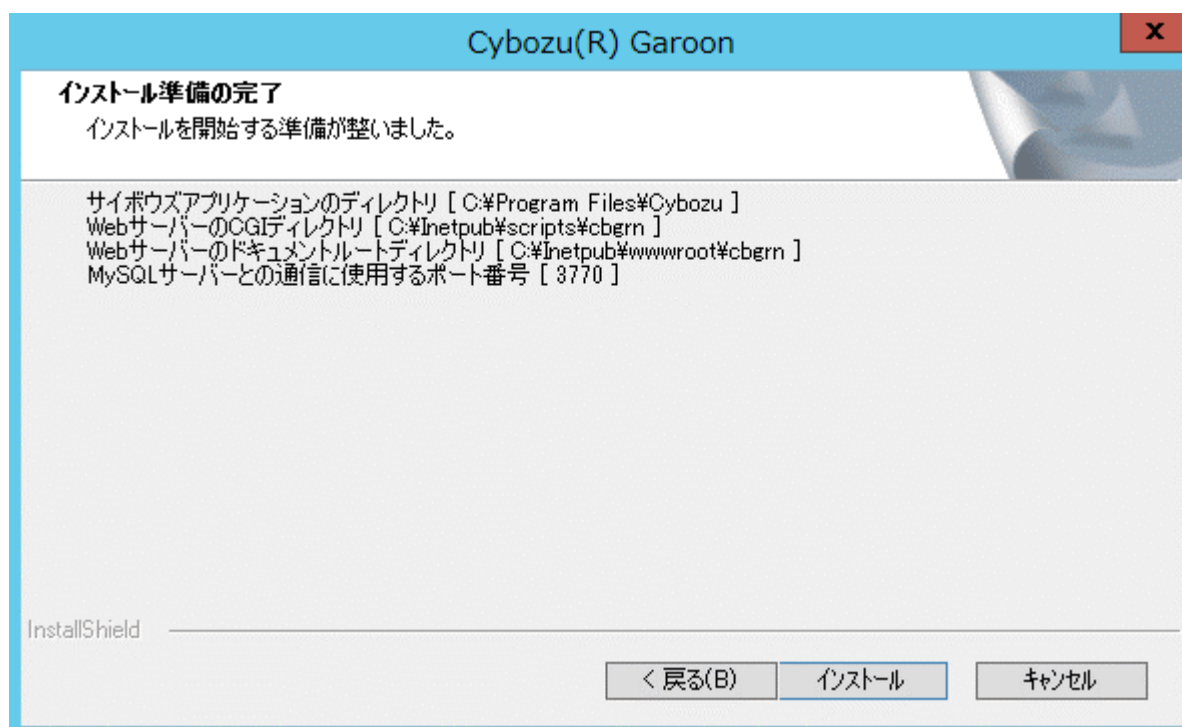 Cybozu(R) Garoon
x
インストール準備の完了
インストールを開始する準備が整いました。
サイボウズアプリケーションのディレクトリ [ C:¥Program Files¥Cybozu ]
WebサーバーのCGIディレクトリ [ C:¥Inetpub¥scripts¥cbgrn ]
Webサーバーのドキュメントルートディレクトリ [ C:¥Inetpub¥wwwroot¥cbgrn ]
MySQLサーバーとの通信に使用するポート番号 [ 3770 ]
InstallShield
< 戻る(B)
インストール
キャンセル